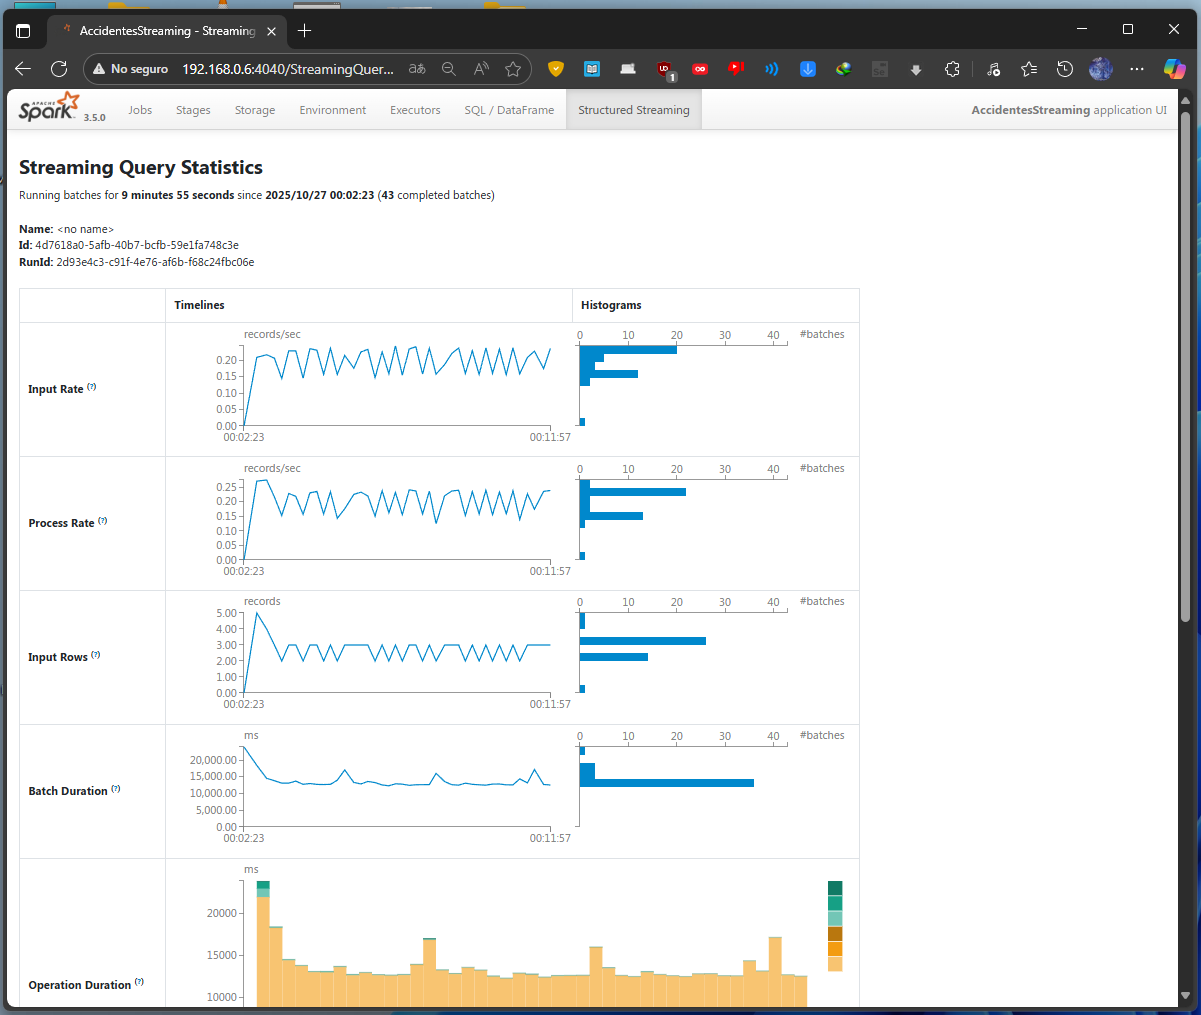 AccidentesStreaming - Streaming
No seguro 192.168.0.6:4040/StreamingQuer...
1
APACHE
Spark 3.5.0
Jobs Stages Storage Environment Executors SQL / DataFrame Structured Streaming AccidentesStreaming application UI
Streaming Query Statistics
Running batches for 9 minutes 55 seconds since 2025/10/27 00:02:23 (43 completed batches)
Name: <no name>
Id: 4d7618a0-5afb-40b7-bcfb-59e1fa748c3e
RunId: 2d93e4c3-c91f-4e76-af6b-f68c24fbc06e
Timelines Histograms
Input Rate (?)
records/sec
0.20
0.15
0.10
0.05
0.00
00:02:23 00:11:57
0 10 20 30 40 #batches
Process Rate (?)
records/sec
0.25
0.20
0.15
0.10
0.05
0.00
00:02:23 00:11:57
0 10 20 30 40 #batches
Input Rows (?)
records
5.00
4.00
3.00
2.00
1.00
0.00
00:02:23 00:11:57
0 10 20 30 40 #batches
Batch Duration (?)
ms
20,000.00
15,000.00
10,000.00
5,000.00
0.00
00:02:23 00:11:57
0 10 20 30 40 #batches
Operation Duration (?)
ms
20000
15000
10000